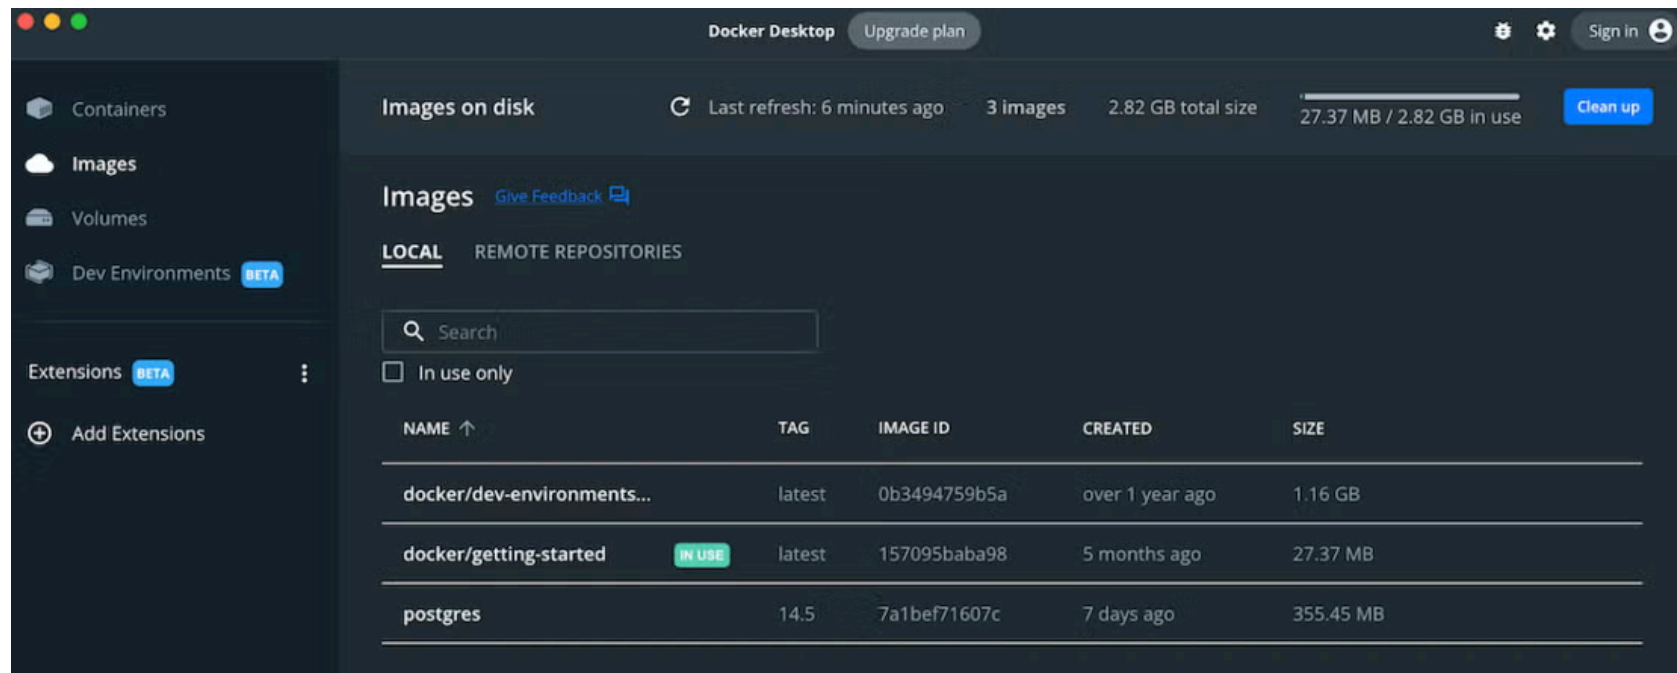 Docker Desktop Upgrade plan Sign in
Containers
Images
Volumes
Dev Environments BETA
Extensions BETA
Add Extensions
Images on disk Last refresh: 6 minutes ago 3 images 2.82 GB total size 27.37 MB / 2.82 GB in use Clean up
Images Give Feedback
LOCAL REMOTE REPOSITORIES
Search
In use only
NAME TAG IMAGE ID CREATED SIZE
docker/dev-environments... latest 0b3494759b5a over 1 year ago 1.16 GB
docker/getting-started IN USE latest 157095baba98 5 months ago 27.37 MB
postgres 14.5 7a1bef71607c 7 days ago 355.45 MB